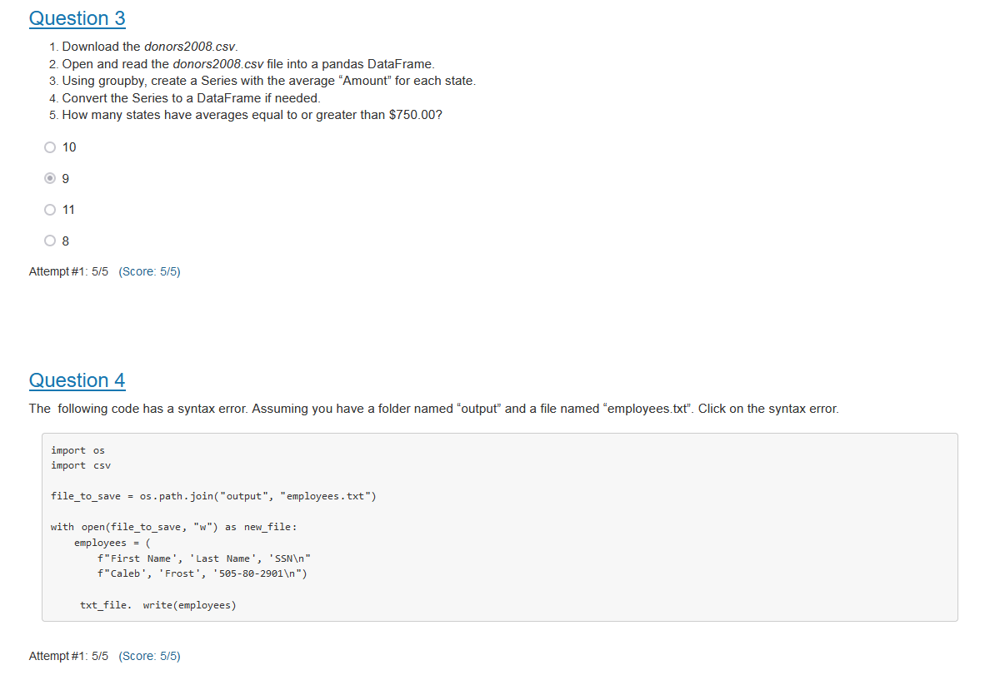 Question 3
1. Download the donors2008.csv.
2. Open and read the donors2008.csv file into a pandas DataFrame.
3. Using groupby, create a Series with the average “Amount” for each state.
4. Convert the Series to a DataFrame if needed.
5. How many states have averages equal to or greater than $750.00?
10
9
11
8
Attempt #1: 5/5 (Score: 5/5)
Question 4
The following code has a syntax error. Assuming you have a folder named “output” and a file named “employees.txt”. Click on the syntax error.
import os
import csv
file_to_save = os.path.join("output", "employees.txt")
with open(file_to_save, "w") as new_file:
employees = (
f"First Name', 'Last Name', 'SSN\n"
f"Caleb', 'Frost', '505-80-2901\n")
txt_file. write(employees)
Attempt #1: 5/5 (Score: 5/5)